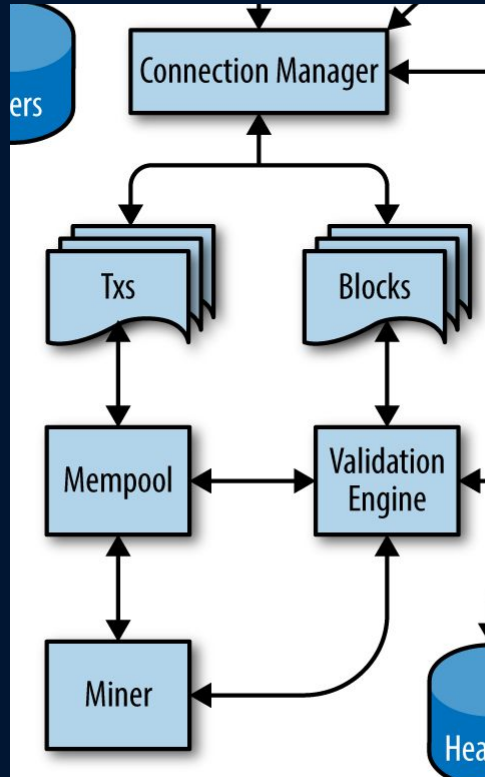 Connection Manager
ers
Txs
Blocks
Mempool
Validation
Engine
Miner
Hea